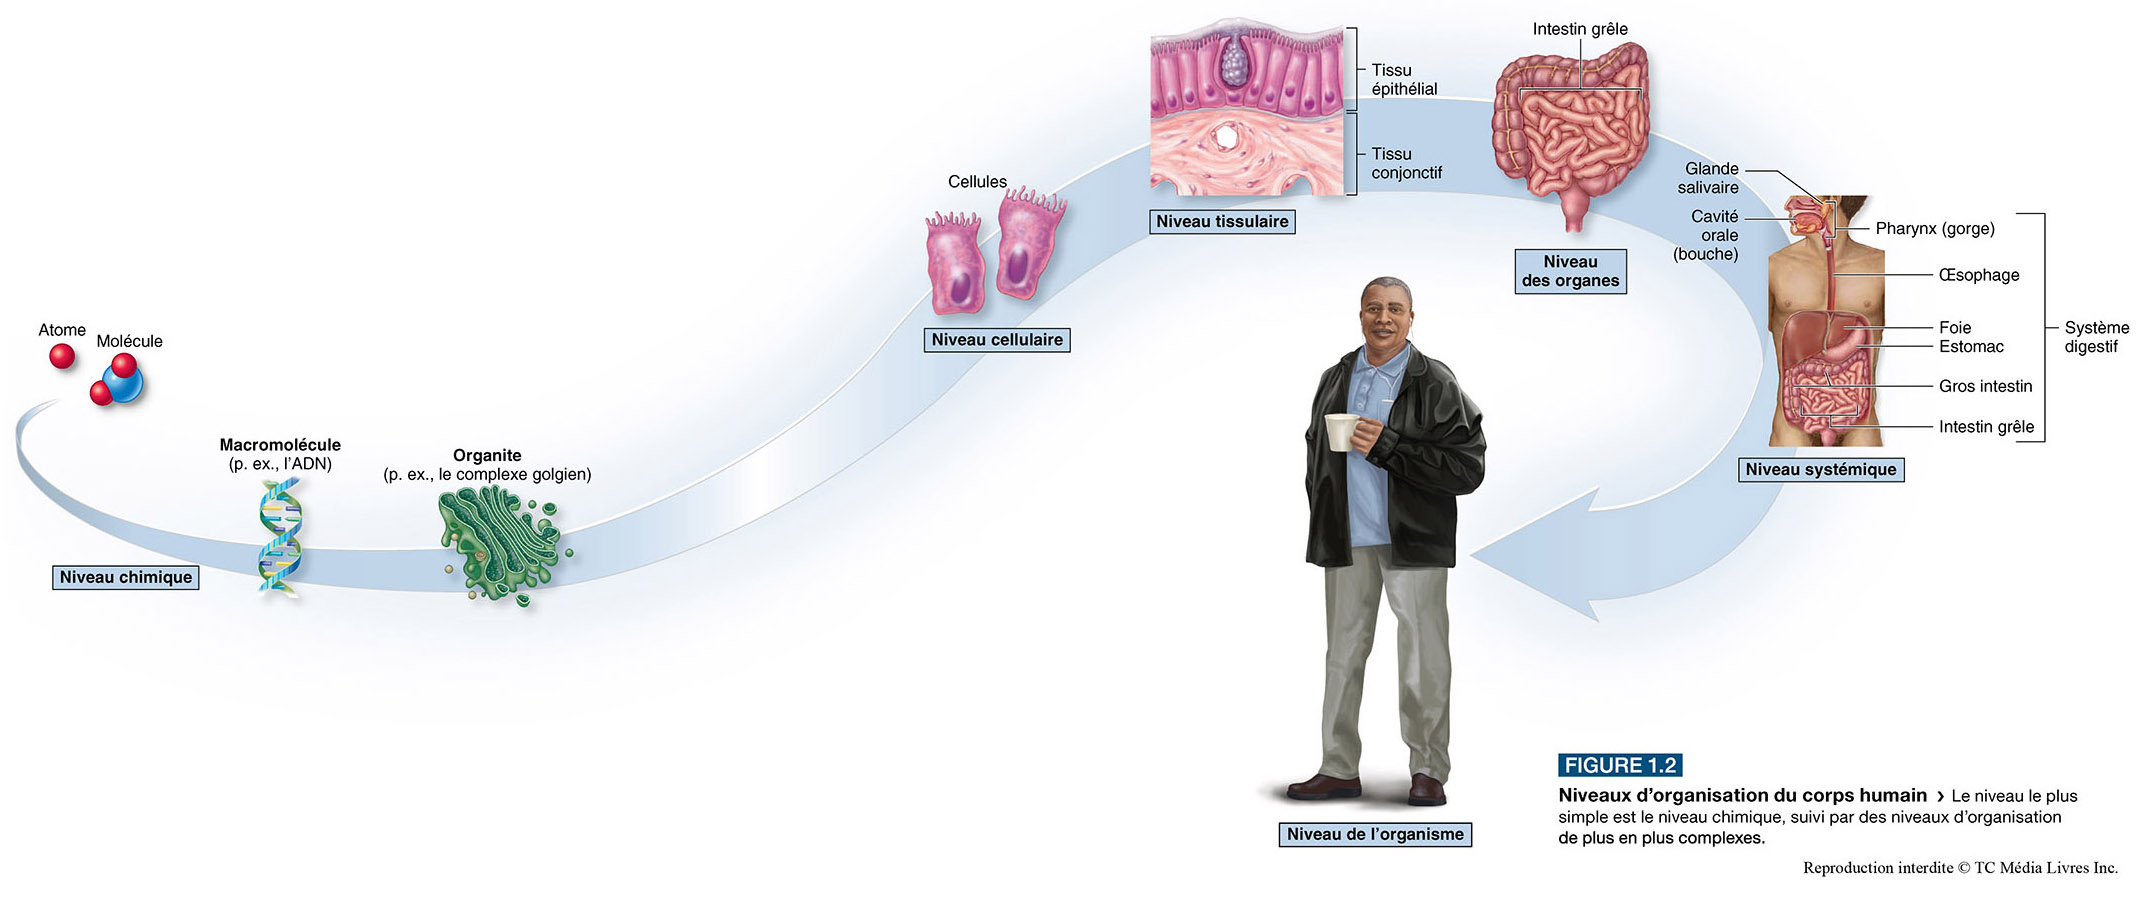 Atome
Molécule
Macromolécule
(p. ex., l’ADN)
Organite
(p. ex., le complexe golgien)
Niveau chimique
Cellules
Niveau cellulaire
Tissu
épithélial
Tissu
conjonctif
Niveau tissulaire
Intestin grêle
Niveau
des organes
Glande
salivaire
Cavité
orale
(bouche)
Pharynx (gorge)
Œsophage
Foie
Estomac
Gros intestin
Intestin grêle
Système
digestif
Niveau systémique
Niveau de l’organisme
FIGURE 1.2
Niveaux d’organisation du corps humain › Le niveau le plus
simple est le niveau chimique, suivi par des niveaux d’organisation
de plus en plus complexes.
Reproduction interdite © TC Média Livres Inc.